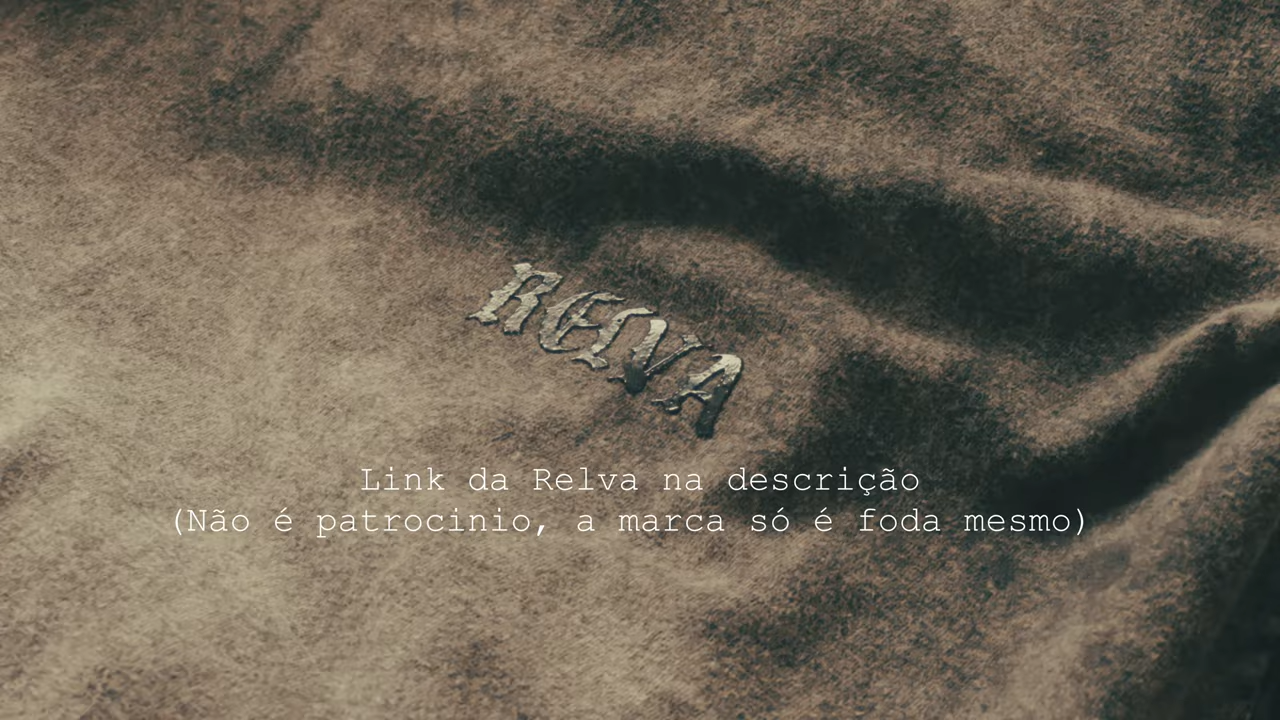 RELVA
Link da Relva na descrição
(Não é patrocinio, a marca só é foda mesmo)